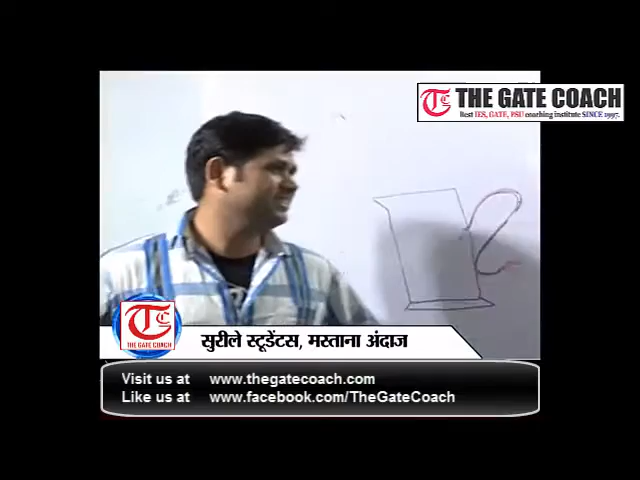 THE GATE COACH
Best IES, GATE, PSU coaching institute SINCE 1997.
THE GATE COACH
सुरीले स्टूडेंटस, मस्ताना अंदाज
Visit us at www.thegatecoach.com
Like us at www.facebook.com/TheGateCoach